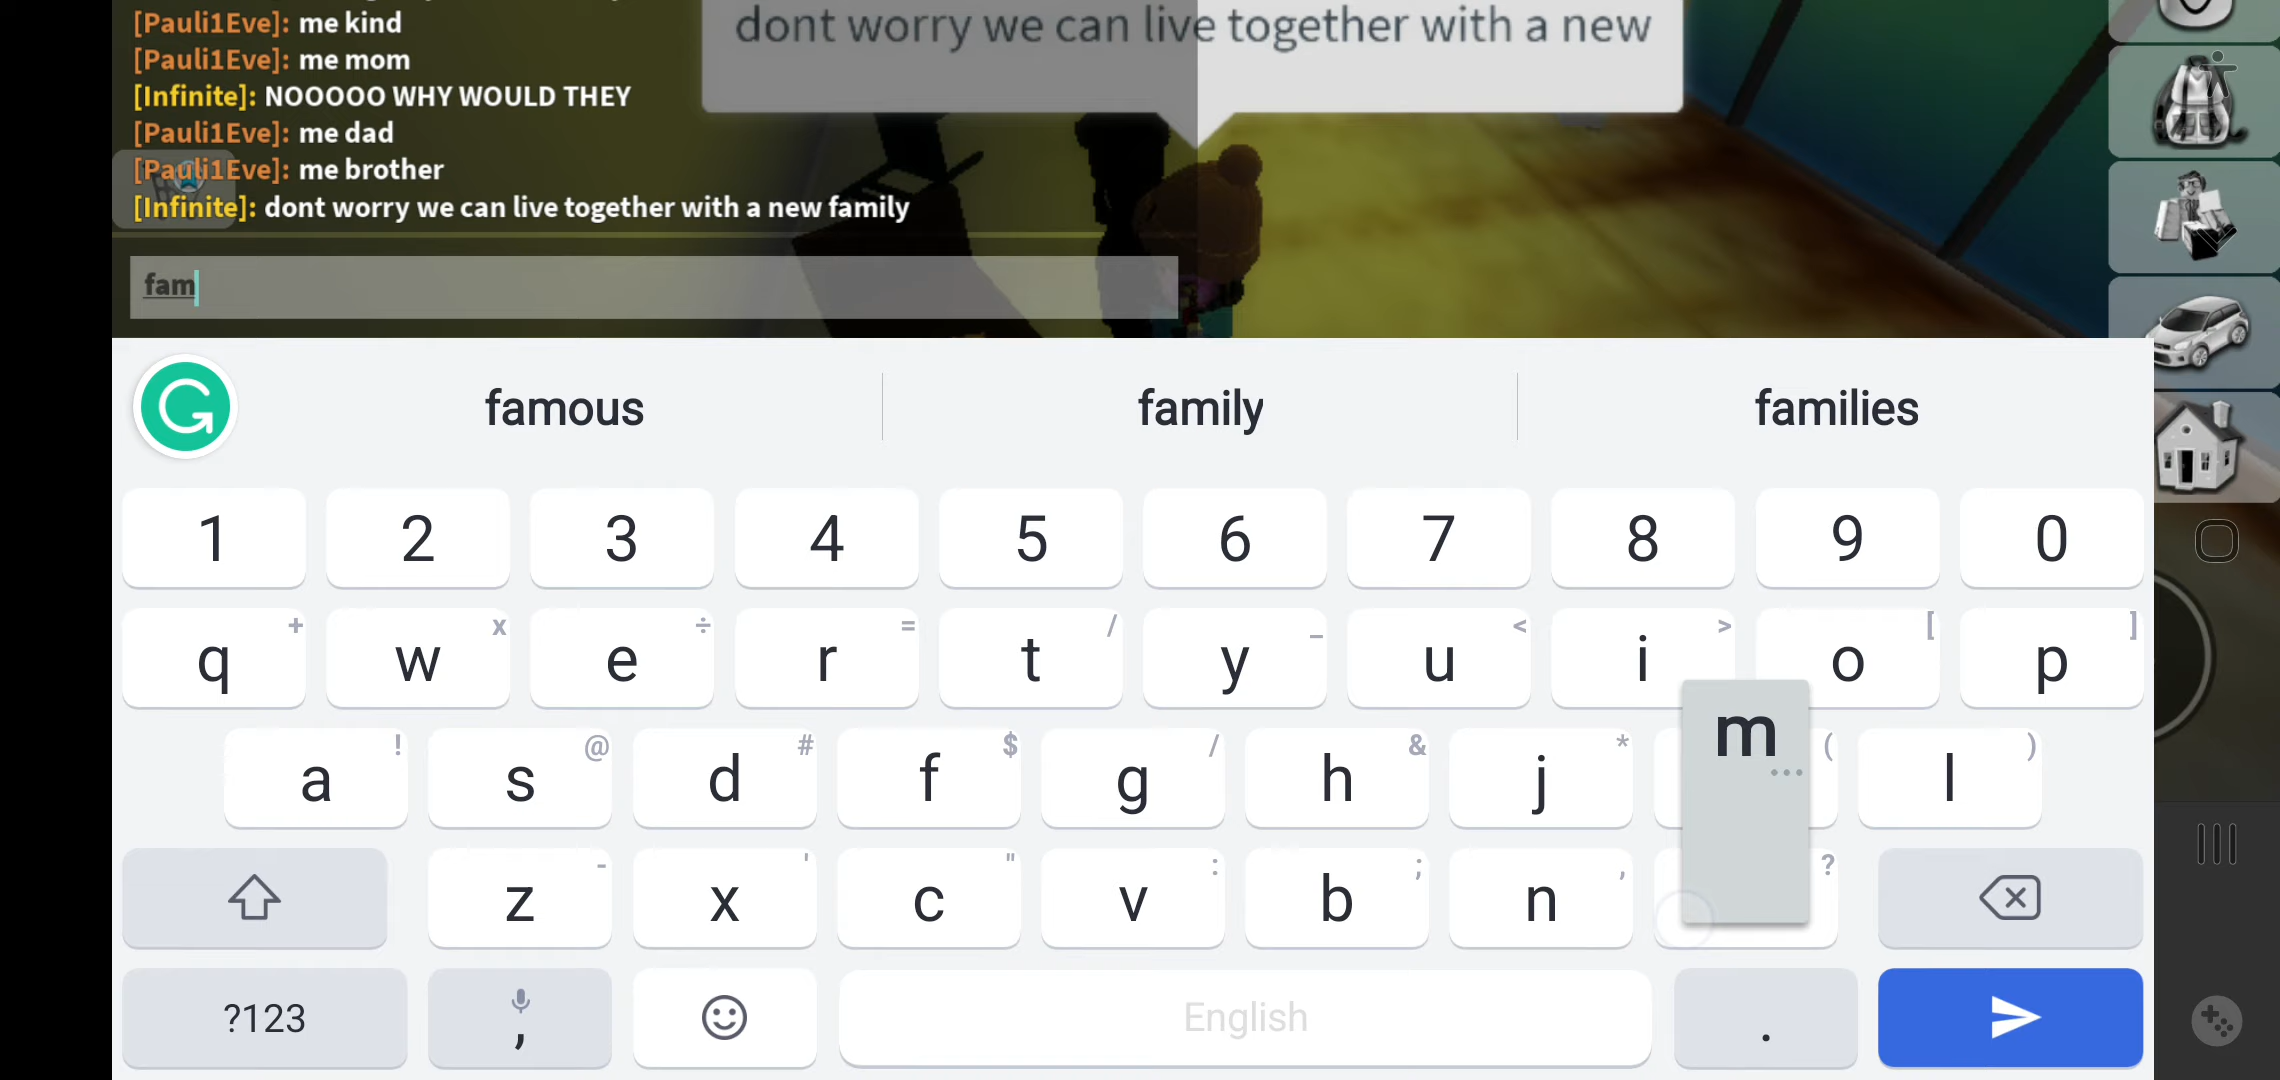 [Pauli1Eve]: me kind
[Pauli1Eve]: me mom
[Infinite]: NOOOOO WHY WOULD THEY
[Pauli1Eve]: me dad
[Pauli1Eve]: me brother
[Infinite]: dont worry we can live together with a new family
dont worry we can live together with a new
fam
famous family families
1 2 3 4 5 6 7 8 9 0
q + w x e ÷ r = t / y _ u < i > o [ p ]
a ! s @ d # f $ g / h & j * ( l )
m ...
z - x ' c " v : b ; n , ?
?123 , English .